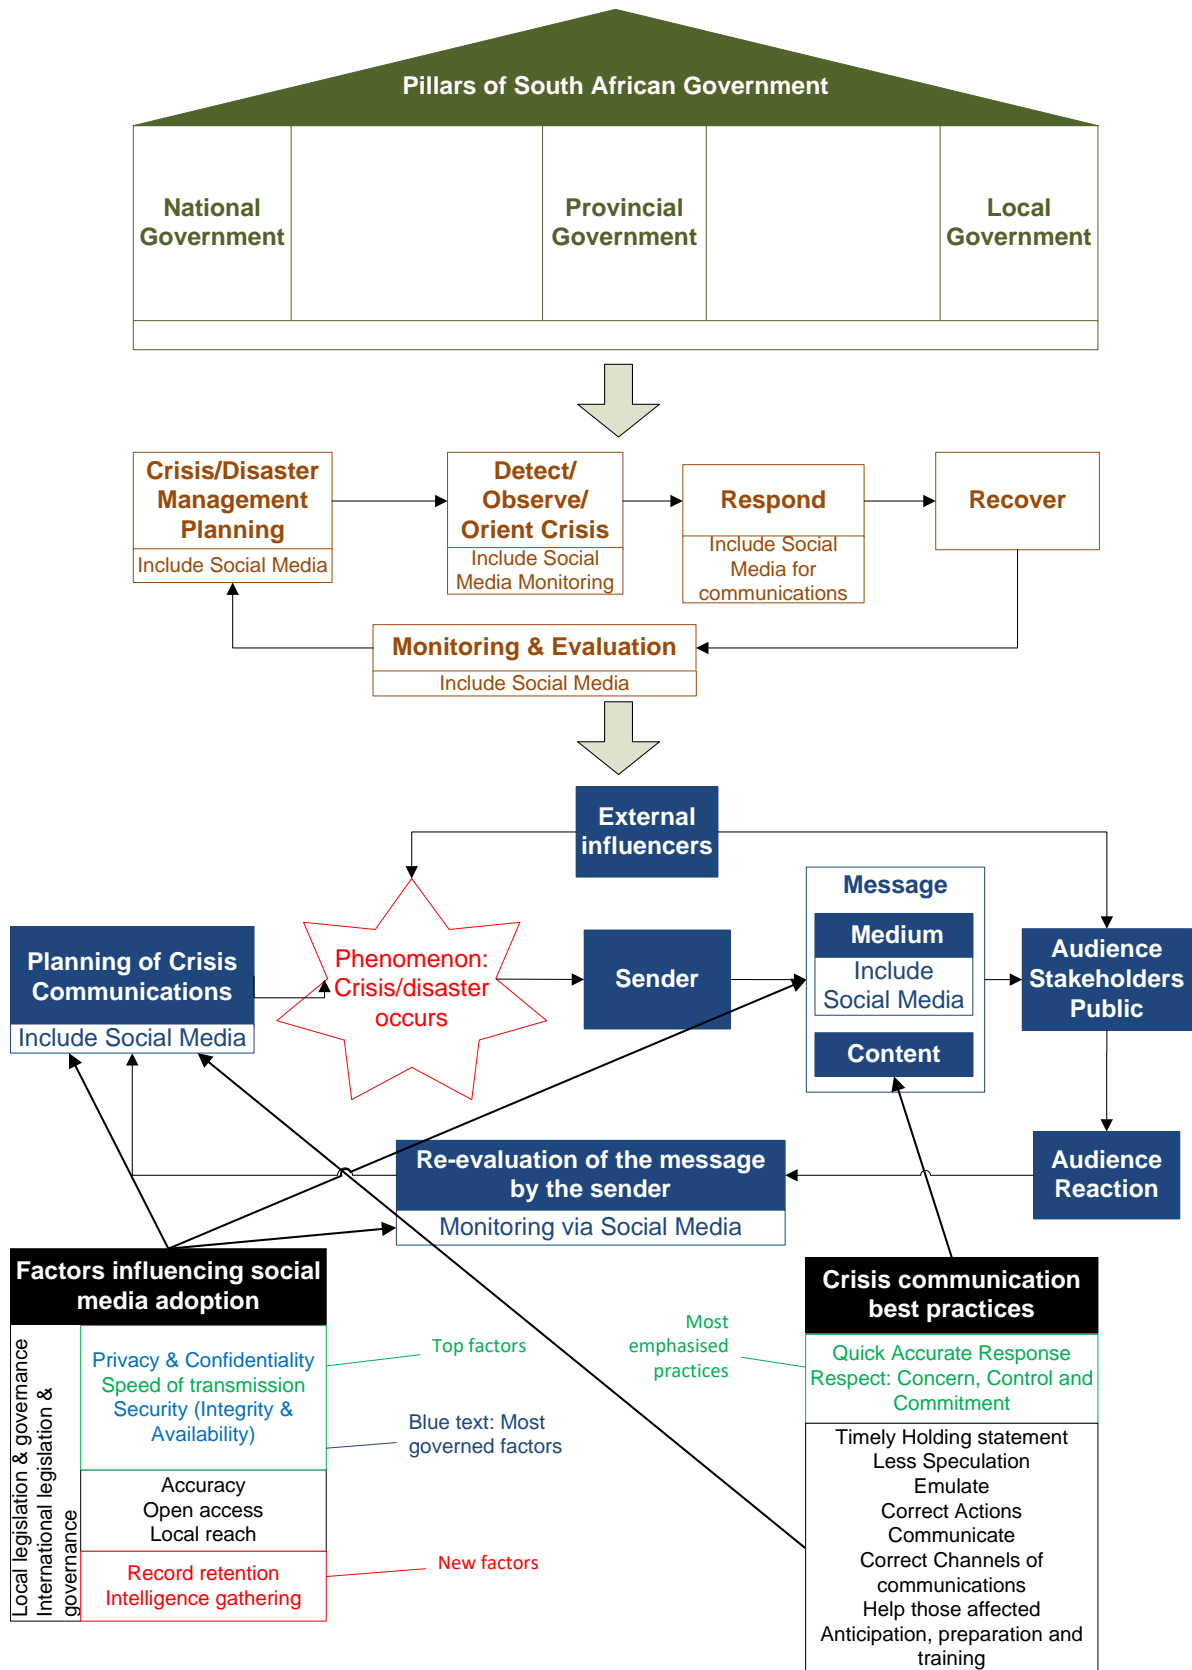 Pillars of South African Government
National
Government
Provincial
Government
Local
Government
Crisis/Disaster
Management
Planning
Include Social Media
Detect/
Observe/
Orient Crisis
Include Social
Media Monitoring
Respond
Include Social
Media for
communications
Recover
Monitoring & Evaluation
Include Social Media
External
influencers
Planning of Crisis
Communications
Include Social Media
Phenomenon:
Crisis/disaster
occurs
Sender
Message
Medium
Include
Social Media
Content
Audience
Stakeholders
Public
Re-evaluation of the message
by the sender
Monitoring via Social Media
Audience
Reaction
Factors influencing social
media adoption
Local legislation & governance
International legislation &
governance
Privacy & Confidentiality
Speed of transmission
Security (Integrity &
Availability)
Accuracy
Open access
Local reach
Record retention
Intelligence gathering
Top factors
Blue text: Most
governed factors
New factors
Most
emphasised
practices
Crisis communication
best practices
Quick Accurate Response
Respect: Concern, Control and
Commitment
Timely Holding statement
Less Speculation
Emulate
Correct Actions
Communicate
Correct Channels of
communications
Help those affected
Anticipation, preparation and
training